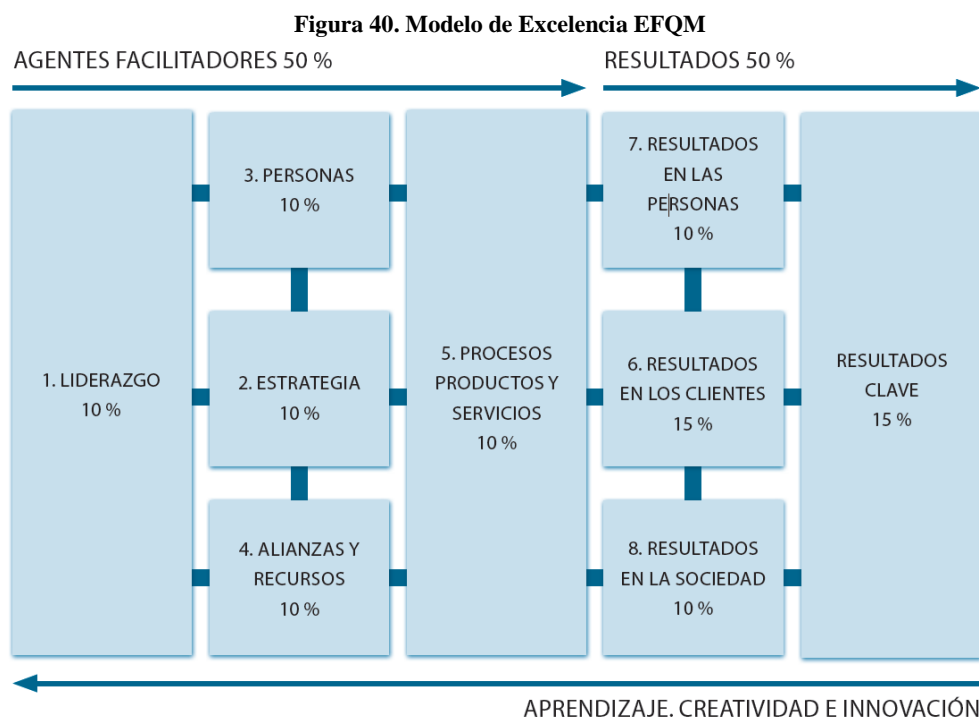 Figura 40. Modelo de Excelencia EFQM
AGENTES FACILITADORES 50 %
RESULTADOS 50 %
1. LIDERAZGO
10 %
3. PERSONAS
10 %
2. ESTRATEGIA
10 %
4. ALIANZAS Y
RECURSOS
10 %
5. PROCESOS
PRODUCTOS Y
SERVICIOS
10 %
7. RESULTADOS
EN LAS
PERSONAS
10 %
6. RESULTADOS
EN LOS CLIENTES
15 %
8. RESULTADOS
EN LA SOCIEDAD
10 %
RESULTADOS
CLAVE
15 %
APRENDIZAJE. CREATIVIDAD E INNOVACIÓN